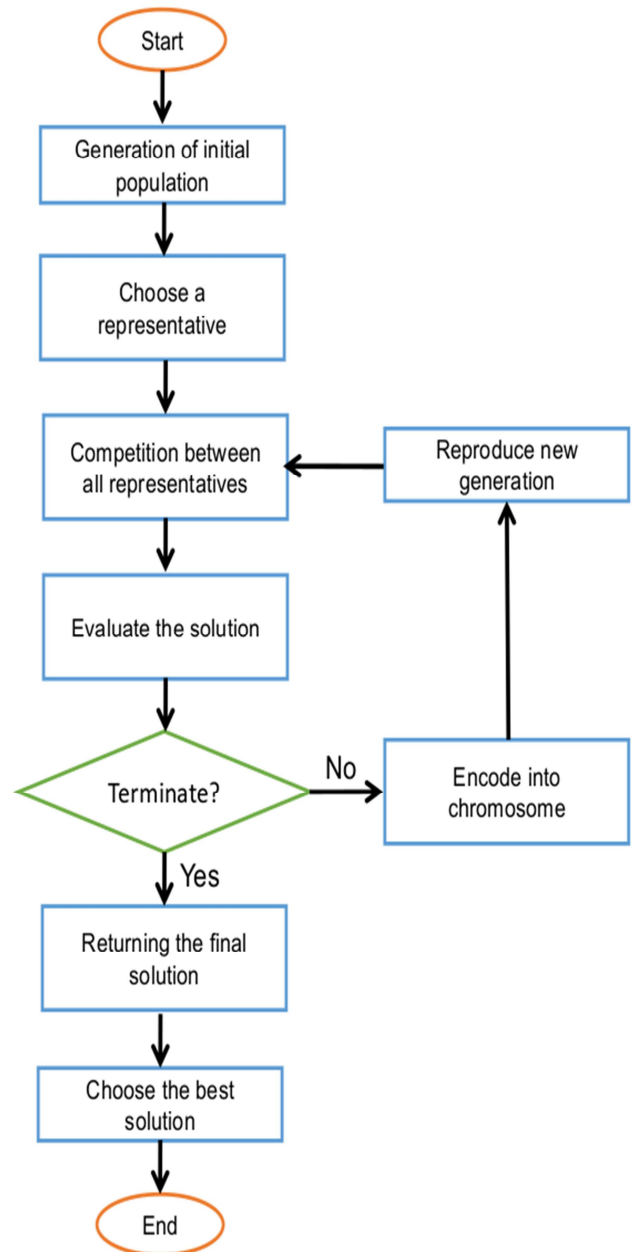 Start
Generation of initial
population
Choose a
representative
Competition between
all representatives
Reproduce new
generation
Evaluate the solution
Terminate?
No
Encode into
chromosome
Yes
Returning the final
solution
Choose the best
solution
End